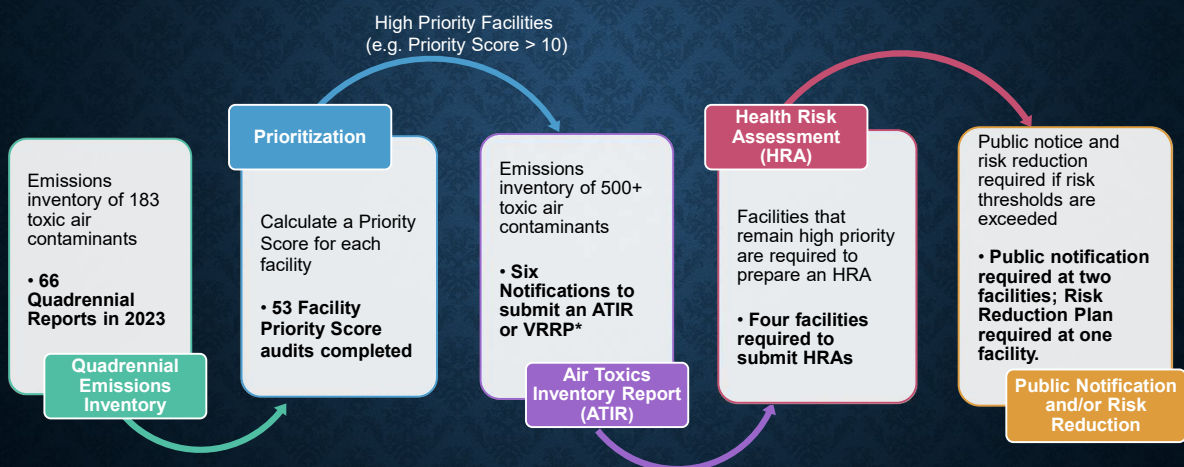 High Priority Facilities
(e.g. Priority Score > 10)
Emissions
inventory of 183
toxic air
contaminants
• 66
Quadrennial
Reports in 2023
Quadrennial
Emissions
Inventory
Prioritization
Calculate a Priority
Score for each
facility
• 53 Facility
Priority Score
audits completed
Emissions
inventory of 500+
toxic air
contaminants
• Six
Notifications to
submit an ATIR
or VRRP*
Air Toxics
Inventory Report
(ATIR)
Health Risk
Assessment
(HRA)
Facilities that
remain high priority
are required to
prepare an HRA
• Four facilities
required to
submit HRAs
Public notice and
risk reduction
required if risk
thresholds are
exceeded
• Public notification
required at two
facilities; Risk
Reduction Plan
required at one
facility.
Public Notification
and/or Risk
Reduction